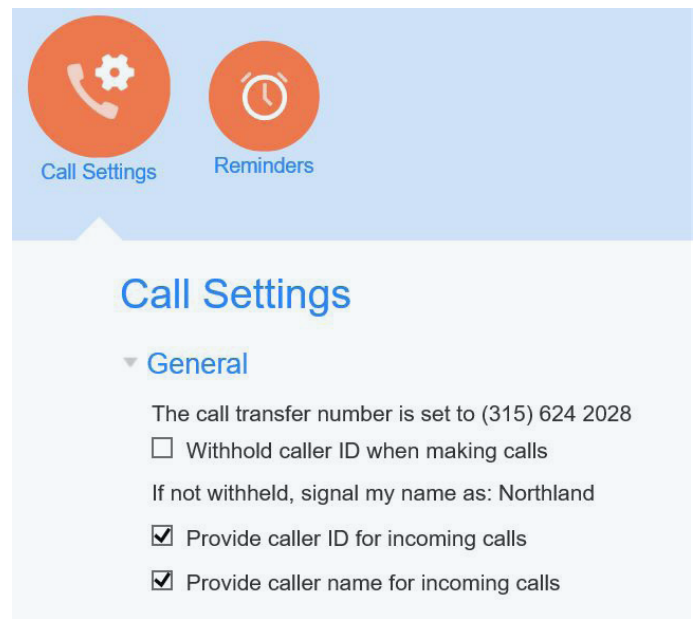 Call Settings
Reminders
Call Settings
General
The call transfer number is set to (315) 624 2028
Withhold caller ID when making calls
If not withheld, signal my name as: Northland
Provide caller ID for incoming calls
Provide caller name for incoming calls